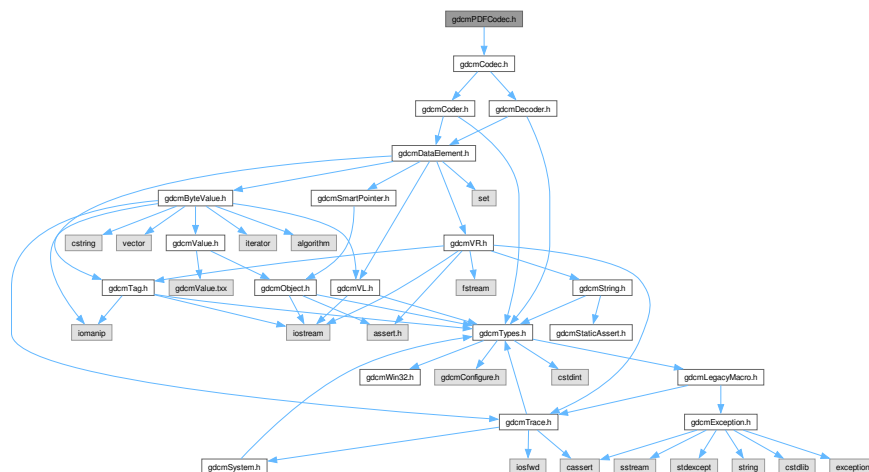 gdcmPDFCodec.h
gdcmCodec.h
gdcmCoder.h
gdcmDecoder.h
gdcmDataElement.h
gdcmByteValue.h
gdcmSmartPointer.h
set
cstring
vector
gdcmValue.h
iterator
algorithm
gdcmVR.h
gdcmTag.h
gdcmValue.txx
gdcmObject.h
gdcmVL.h
fstream
gdcmString.h
iomanip
iostream
assert.h
gdcmTypes.h
gdcmStaticAssert.h
gdcmWin32.h
gdcmConfigure.h
cstdint
gdcmLegacyMacro.h
gdcmTrace.h
gdcmException.h
gdcmSystem.h
iosfwd
cassert
sstream
stdexcept
string
cstdlib
exception